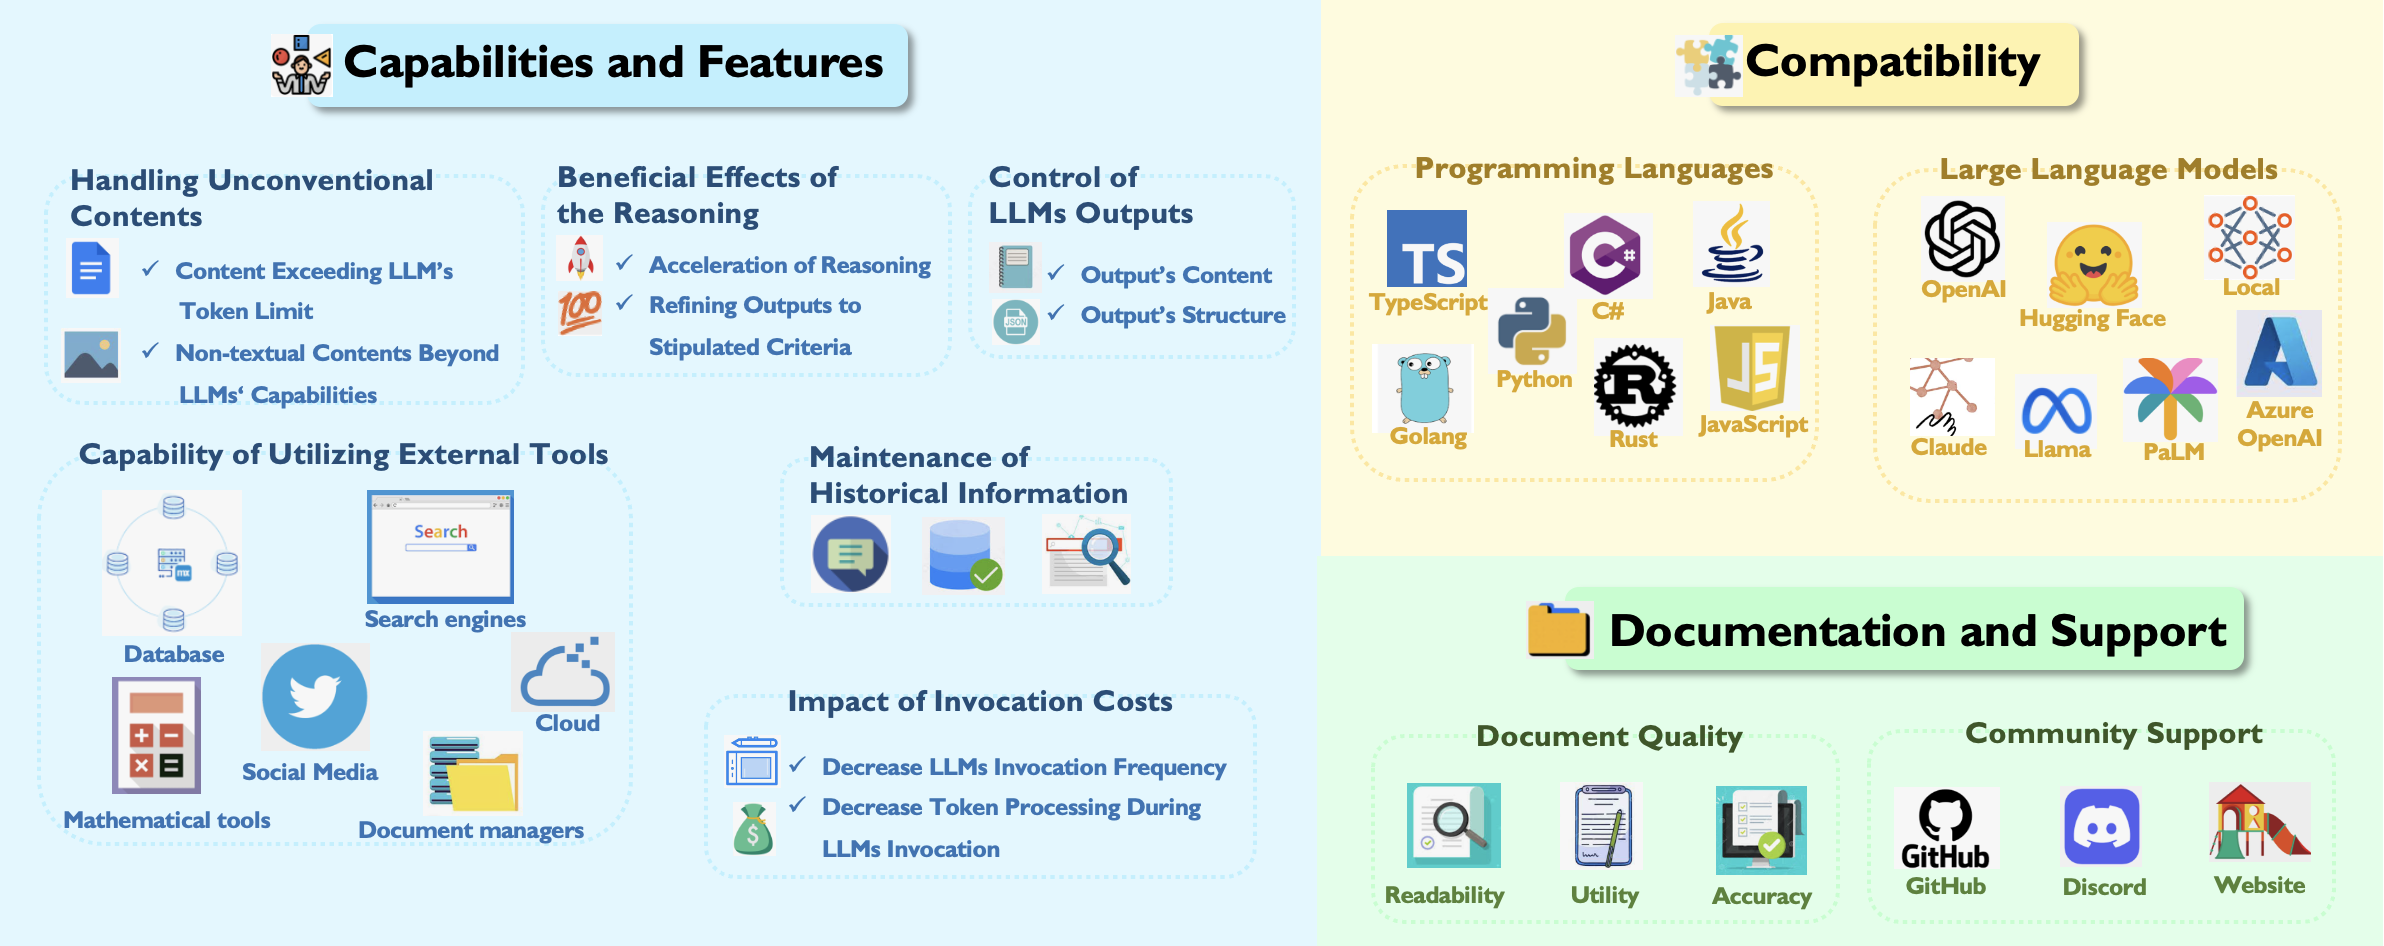 Capabilities and Features
Handling Unconventional
Contents
✓ Content Exceeding LLM's
Token Limit
✓ Non-textual Contents Beyond
LLMs‘ Capabilities
Beneficial Effects of
the Reasoning
✓ Acceleration of Reasoning
100
✓ Refining Outputs to
Stipulated Criteria
Control of
LLMs Outputs
✓ Output's Content
JSON
✓ Output's Structure
Capability of Utilizing External Tools
mx
Database
Search
Search engines
Mathematical tools
Social Media
Cloud
Document managers
Maintenance of
Historical Information
Impact of Invocation Costs
✓ Decrease LLMs Invocation Frequency
$
✓ Decrease Token Processing During
LLMs Invocation
Compatibility
Programming Languages
TS
TypeScript
C#
C#
Java
Golang
Python
R
Rust
JS
JavaScript
Large Language Models
OpenAI
Hugging Face
Local
Claude
Llama
PaLM
Azure
OpenAI
Documentation and Support
Document Quality
Readability
Utility
Accuracy
Community Support
GitHub
GitHub
Discord
Website